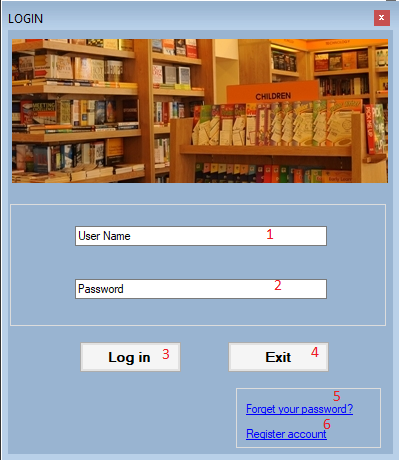 LOGIN
x
CHILDREN
User Name 1
Password 2
Log in 3
Exit 4
5
Forget your password?
6
Register account